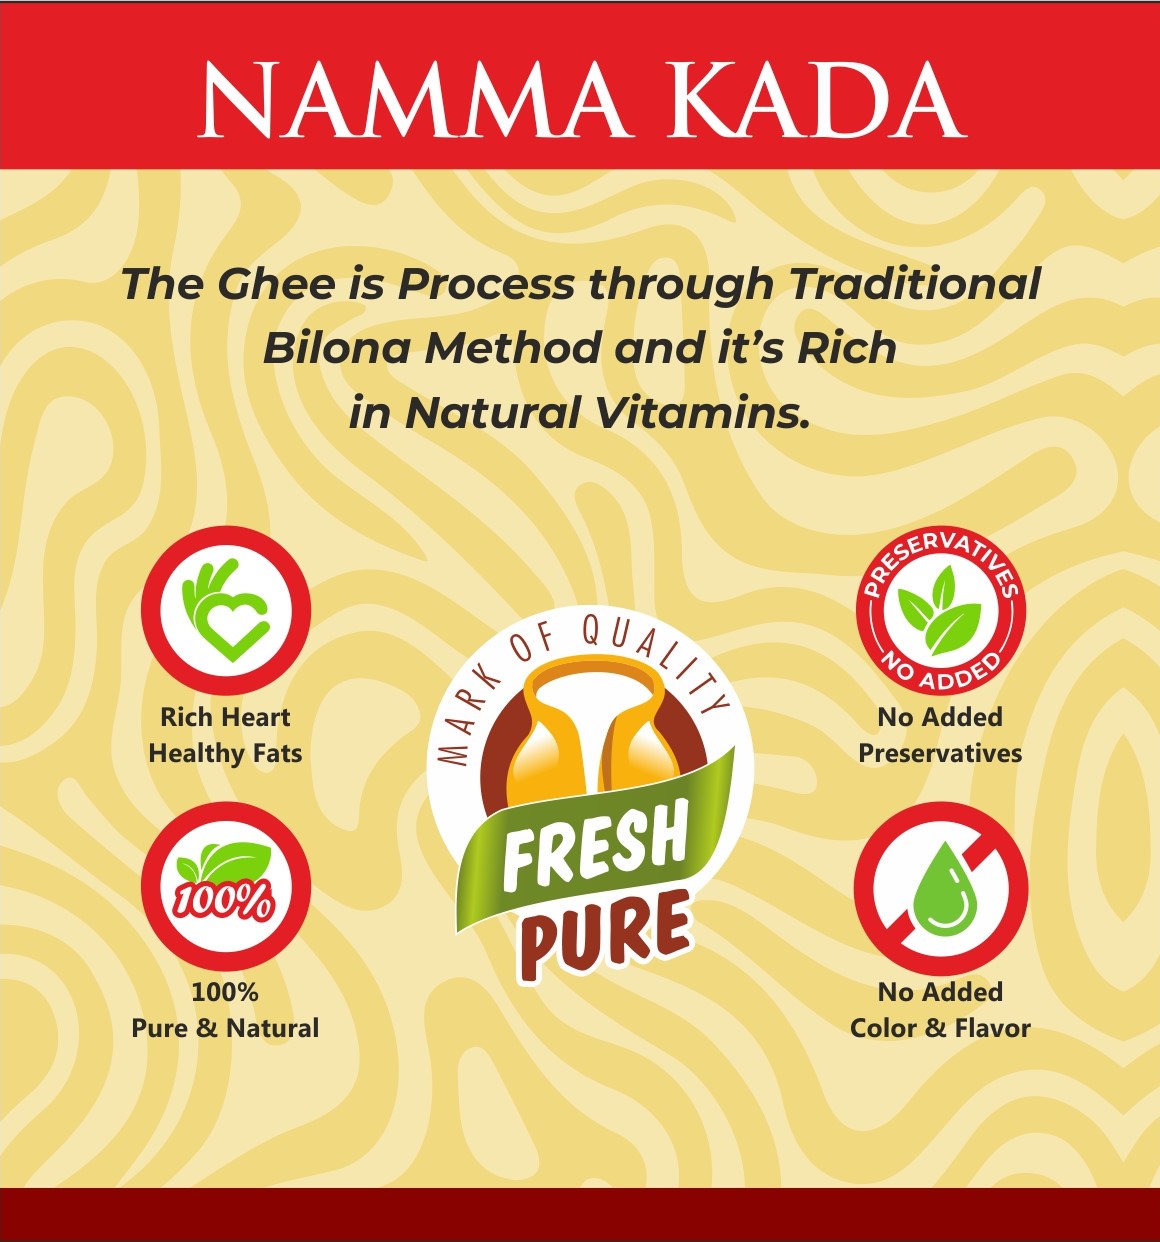 NAMMA KADA
The Ghee is Process through Traditional
Bilona Method and it's Rich
in Natural Vitamins.
Rich Heart
Healthy Fats
100%
100%
Pure & Natural
MARK OF QUALITY
FRESH
PURE
PRESERVATIVES
NO ADDED
No Added
Preservatives
No Added
Color & Flavor